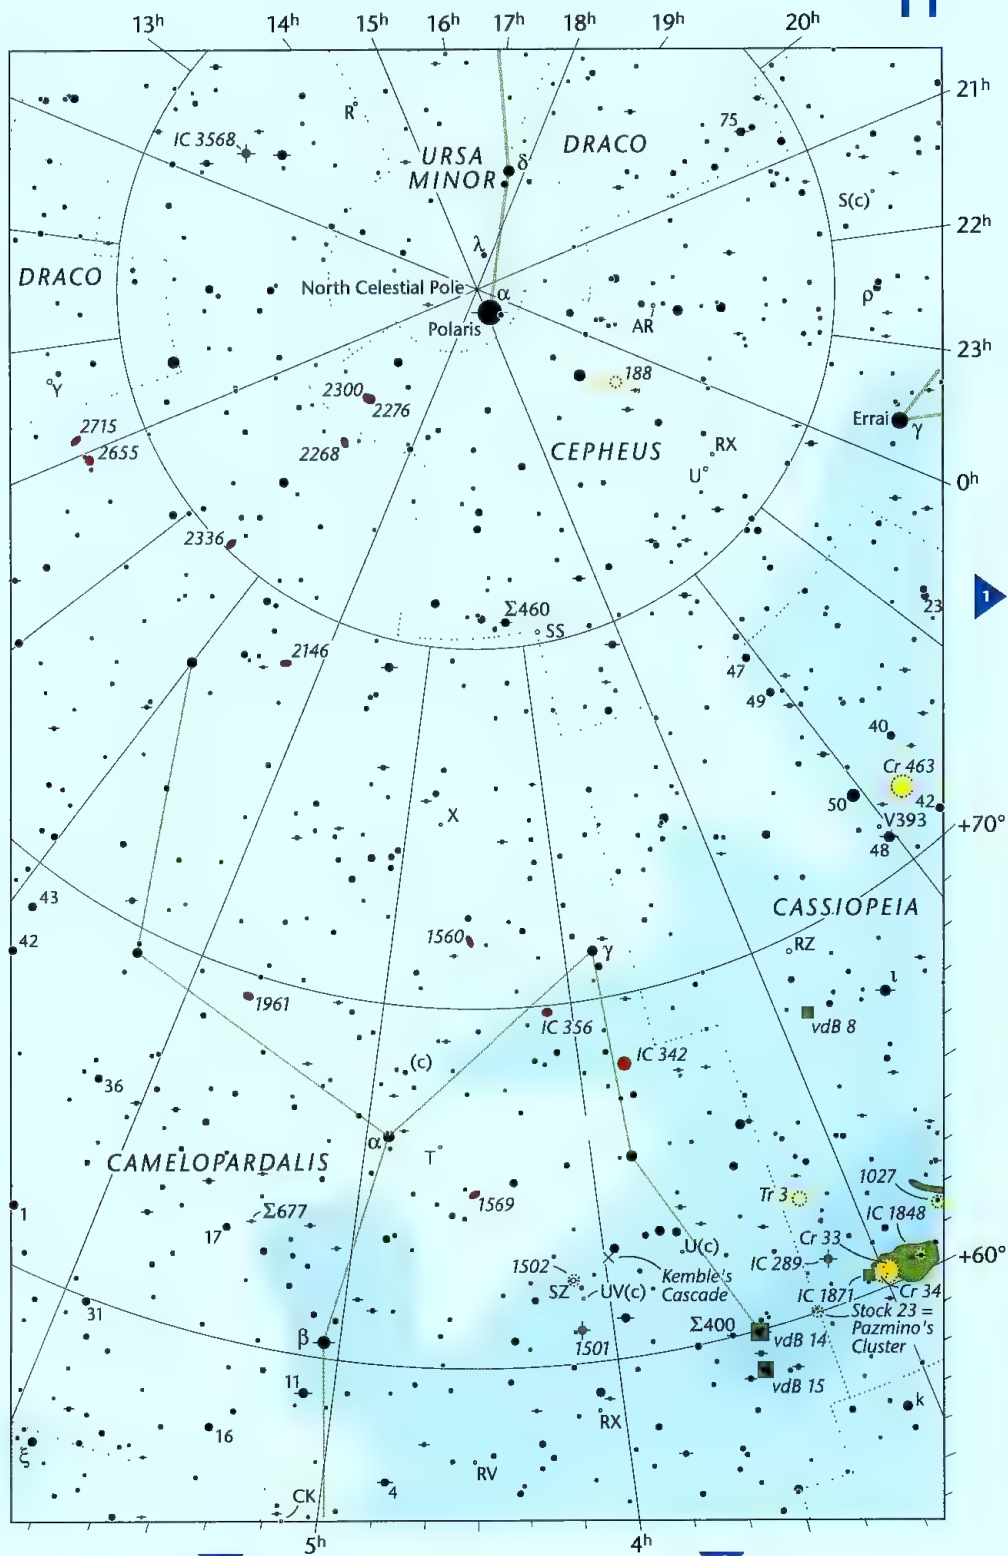 13h 14h 15h 16h 17h 18h 19h 20h
11
21h
R
75
IC 3568
DRACO
δ
URSA
MINOR
S(c)
22h
λ
DRACO
North Celestial Pole
α
ρ
Polaris
AR
23h
188
Y
2300
2276
Errai
γ
2715
2268
RX
2655
CEPHEUS
U
0h
2336
1
Σ460
23
SS
2146
47
49
40
Cr 463
50
42
X
V393
+70°
48
43
CASSIOPEIA
42
1560
γ
RZ
ι
1961
IC 356
vdB 8
IC 342
(c)
36
α
T
CAMELOPARDALIS
1027
1569
Tr 3
IC 1848
1
Σ677
17
Cr 33
U(c)
+60°
1502
Kemble's
Cascade
IC 289
SZ
UV(c)
IC 1871
Cr 34
31
Σ400
Stock 23 =
Pazmino's
Cluster
β
1501
vdB 14
vdB 15
11
k
RX
16
ξ
RV
4
CK
5h
4h